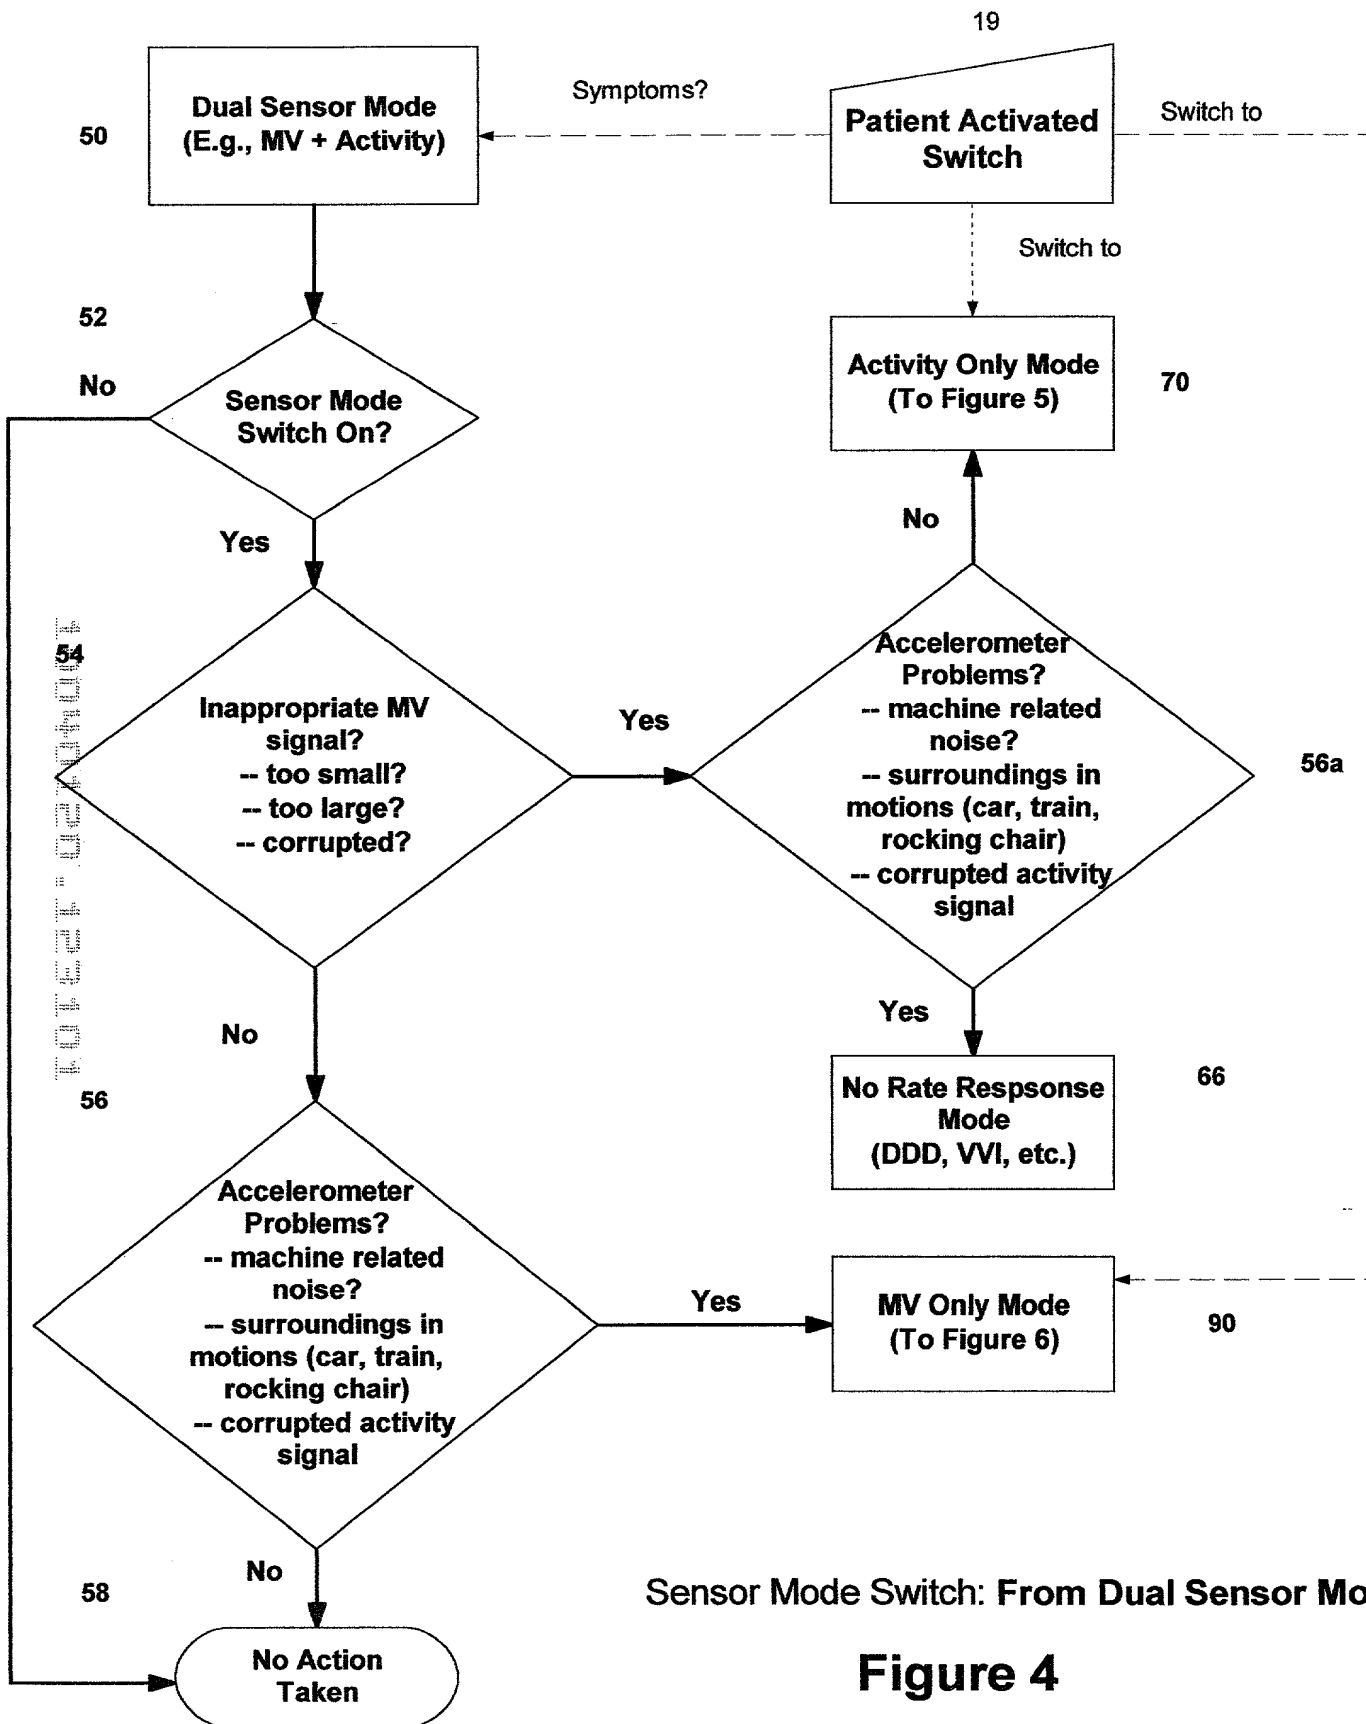 19
Dual Sensor Mode
(E.g., MV + Activity)
50
Symptoms?
Patient Activated
Switch
Switch to
Switch to
52
No
Sensor Mode
Switch On?
Activity Only Mode
(To Figure 5)
70
Yes
No
54
Inappropriate MV
signal?
-- too small?
-- too large?
-- corrupted?
Yes
Accelerometer
Problems?
-- machine related
noise?
-- surroundings in
motions (car, train,
rocking chair)
-- corrupted activity
signal
56a
No
Yes
56
No Rate Respsonse
Mode
(DDD, VVI, etc.)
66
Accelerometer
Problems?
-- machine related
noise?
-- surroundings in
motions (car, train,
rocking chair)
-- corrupted activity
signal
Yes
MV Only Mode
(To Figure 6)
90
No
58
No Action
Taken
Sensor Mode Switch: From Dual Sensor Mo
Figure 4